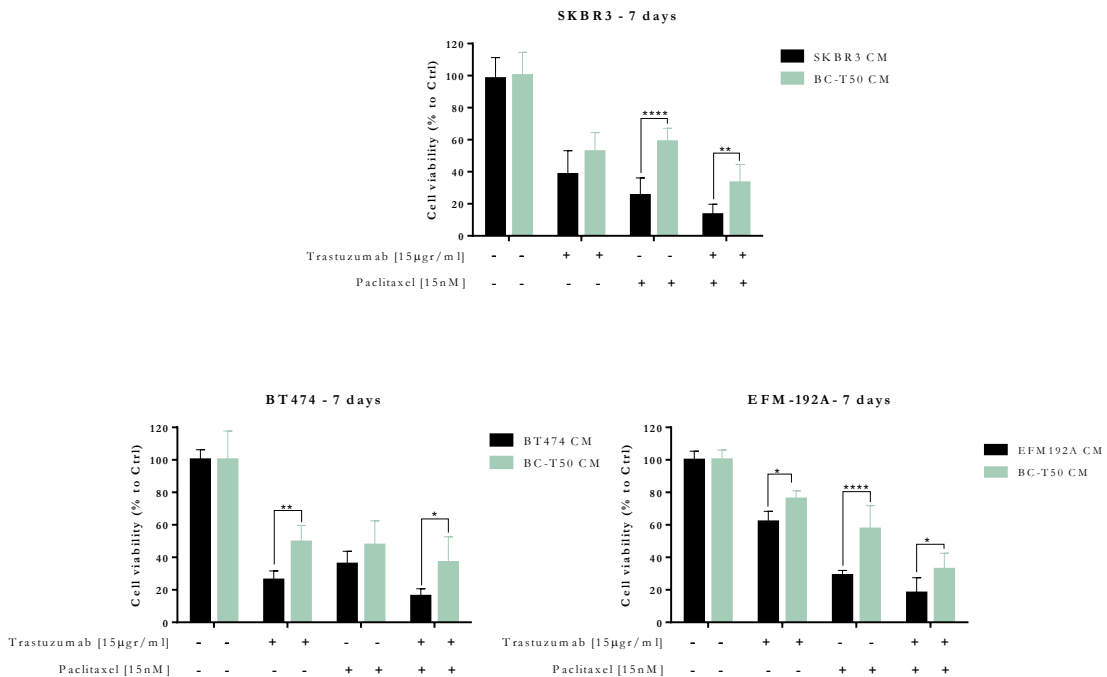 SKBR3 - 7 days
Cell viability (% to Ctrl)
120
100
80
60
40
20
0
****
**
SKBR3 CM
BC-T50 CM
Trastuzumab [15µgr/ml] - - + + - - + +
Paclitaxel [15nM] - - - - + + + +
BT474 - 7 days
Cell viability (% to Ctrl)
120
100
80
60
40
20
0
**
*
BT474 CM
BC-T50 CM
Trastuzumab [15µgr/ml] - - + + - - + +
Paclitaxel [15nM] - - - - + + + +
EFM-192A- 7 days
Cell viability (% to Ctrl)
120
100
80
60
40
20
0
*
****
*
EFM192A CM
BC-T50 CM
Trastuzumab [15µgr/ml] - - + + - - + +
Paclitaxel [15nM] - - - - + + + +